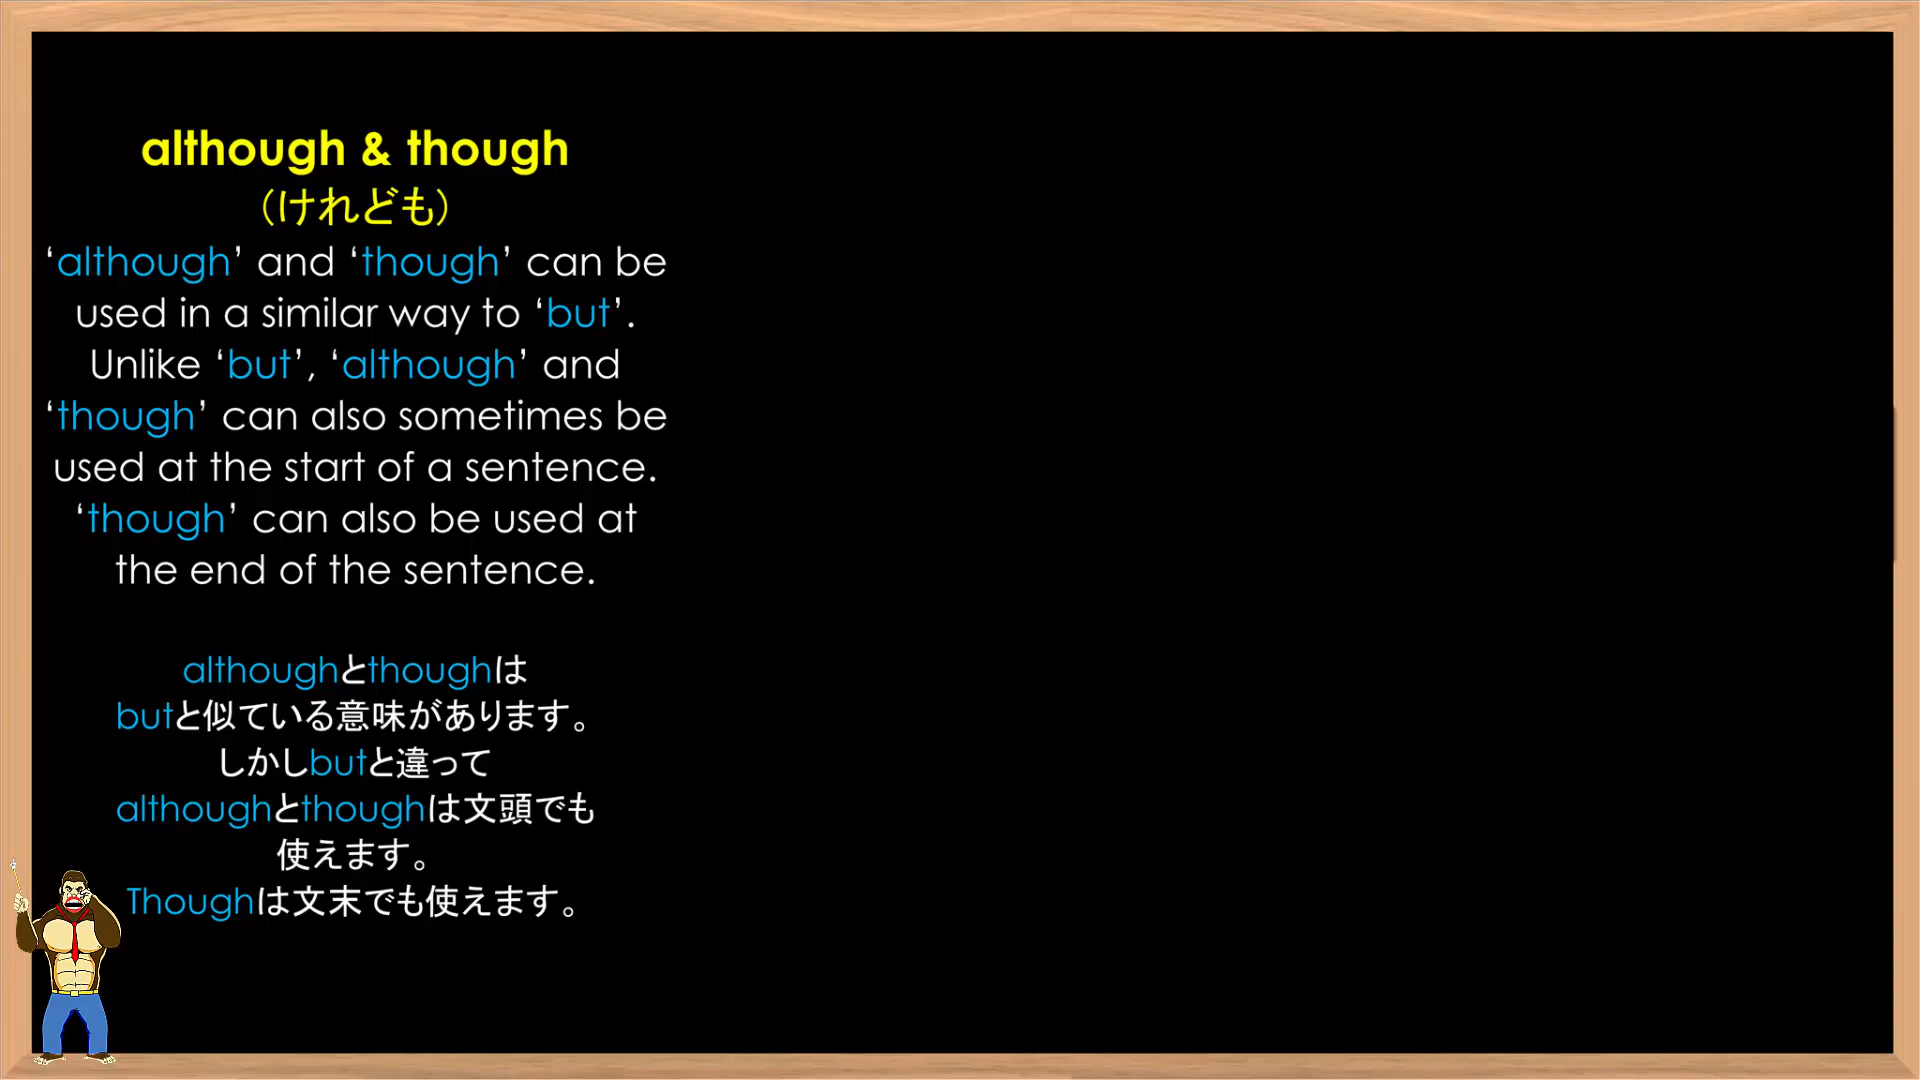 although & though
（けれども）
‘although’ and ‘though’ can be
used in a similar way to ‘but’.
Unlike ‘but’, ‘although’ and
‘though’ can also sometimes be
used at the start of a sentence.
‘though’ can also be used at
the end of the sentence.
althoughとthoughは
butと似ている意味があります。
しかしbutと違って
althoughとthoughは文頭でも
使えます。
Thoughは文末でも使えます。